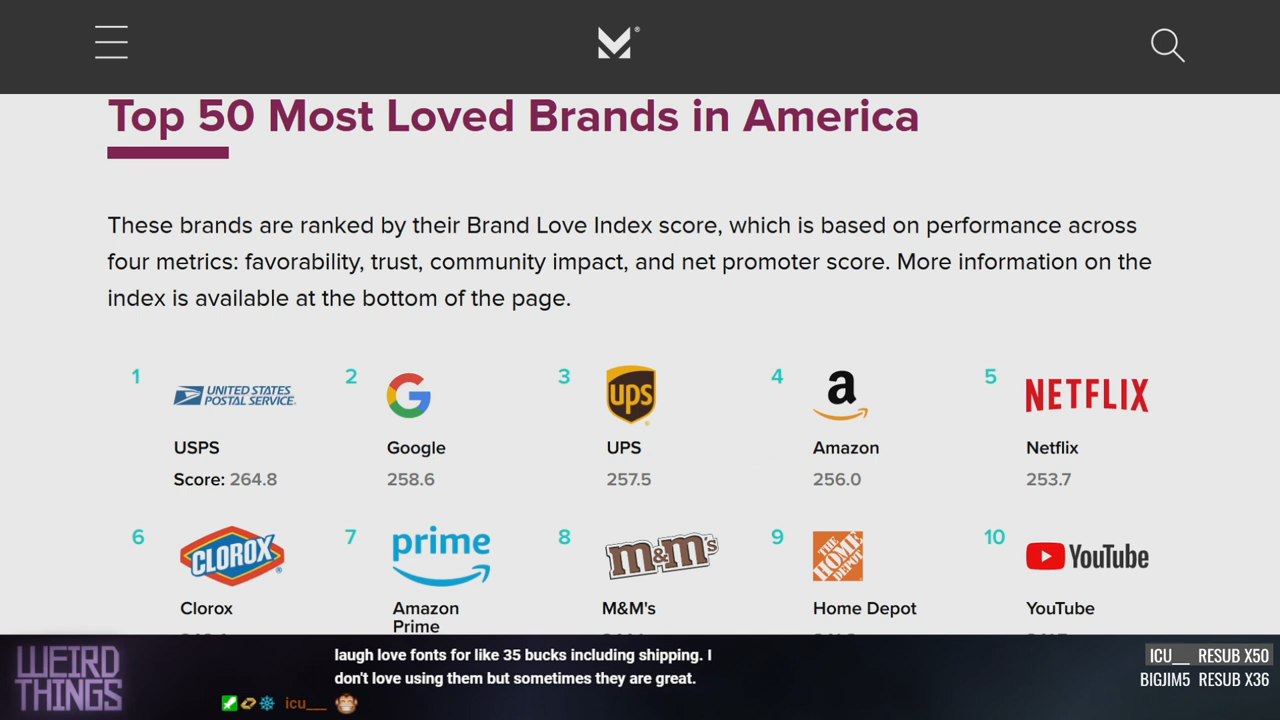 Top 50 Most Loved Brands in America
These brands are ranked by their Brand Love Index score, which is based on performance across
four metrics: favorability, trust, community impact, and net promoter score. More information on the
index is available at the bottom of the page.
1 UNITED STATES POSTAL SERVICE. 2 G 3 ups 4 a 5 NETFLIX
USPS Google UPS Amazon Netflix
Score: 264.8 258.6 257.5 256.0 253.7
6 CLOROX 7 prime 8 m&m's 9 THE HOME DEPOT 10 YouTube
Clorox Amazon Prime M&M's Home Depot YouTube
WEIRD THINGS
laugh love fonts for like 35 bucks including shipping. I
don't love using them but sometimes they are great.
icu___
ICU__ RESUB X50
BIGJIM5 RESUB X36